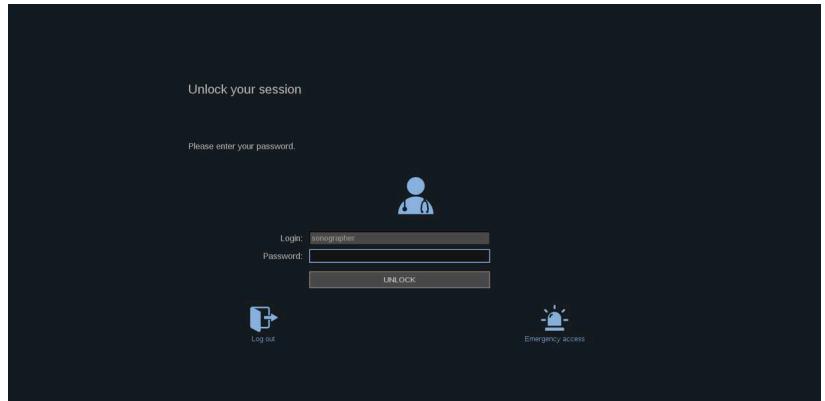 Unlock your session
Please enter your password.
Login: sonographer
Password:
UNLOCK
Log out
Emergency access